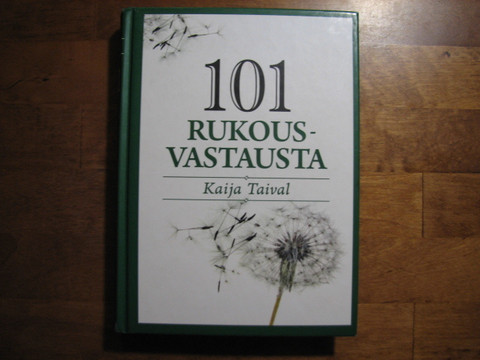 101
RUKOUS-
VASTAUSTA
Kaija Taival